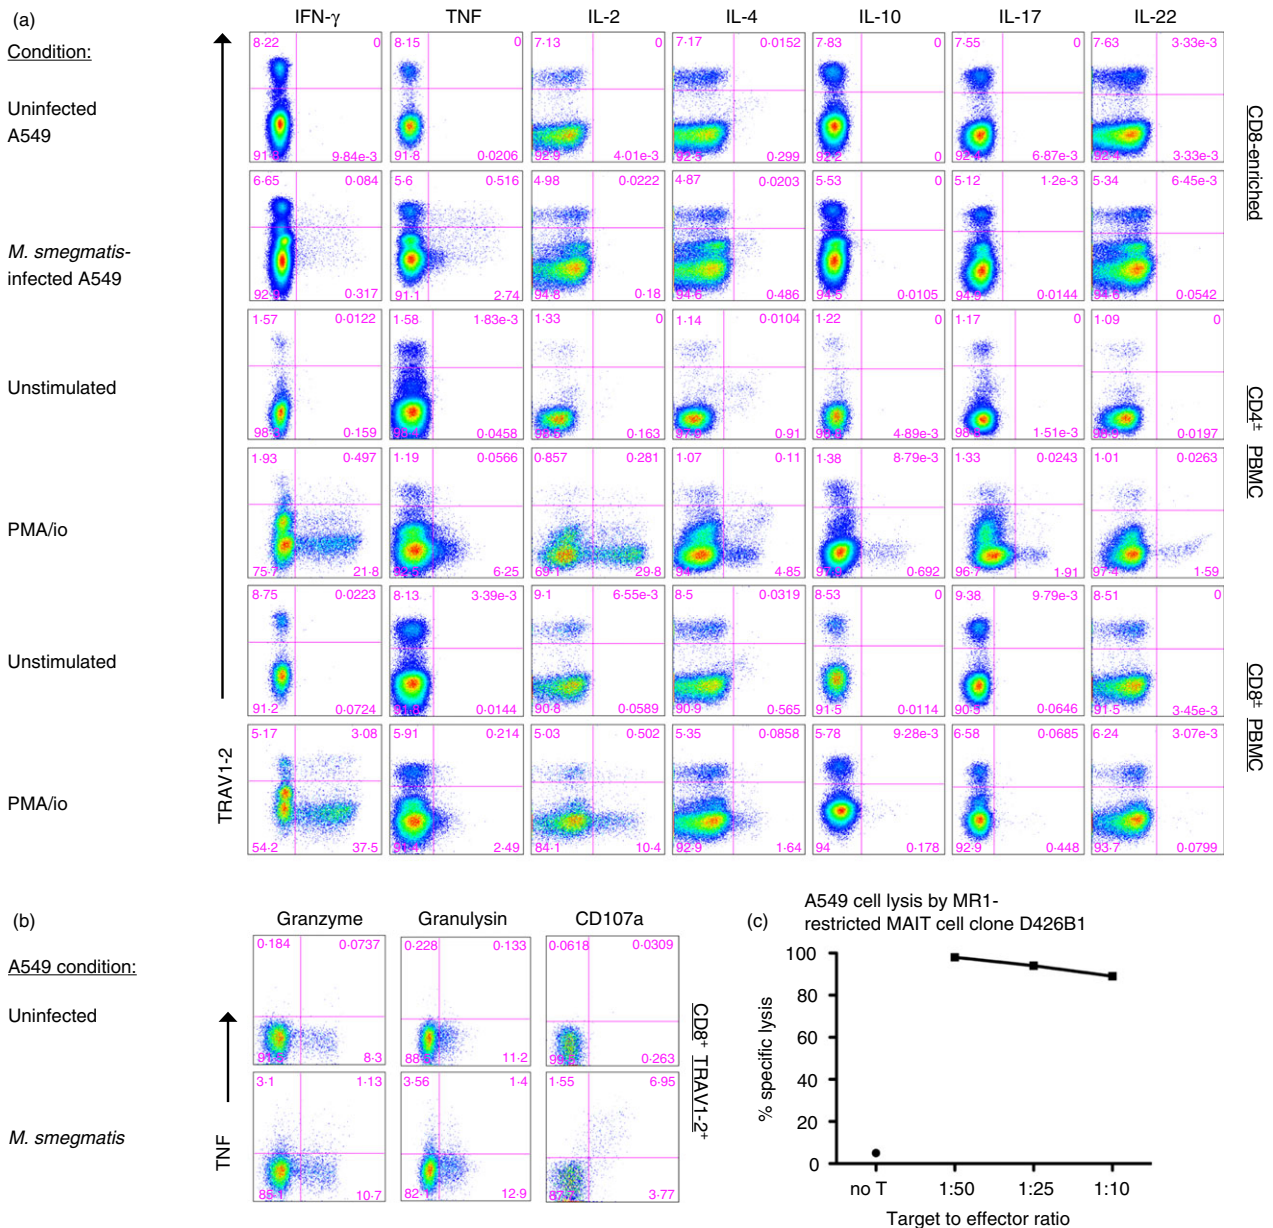 (a)
IFN-γ TNF IL-2 IL-4 IL-10 IL-17 IL-22
Condition:
8·22 0 8·15 0 7·13 0 7·17 0·0152 7·83 0 7·55 0 7·63 3·33e-3
Uninfected
A549
9·84e-3 91·8 0·0206 4·01e-3 0·299 0 6·87e-3 3·33e-3
CD8-enriched
6·65 0·084 5·6 0·516 4·98 0·0222 4·87 0·0203 5·53 0 5·12 1·2e-3 5·34 6·45e-3
M. smegmatis-
infected A549
0·317 91·1 2·74 94·8 0·18 94·6 0·486 94·5 0·0105 0·0144 0·0542
1·57 0·0122 1·58 1·83e-3 1·33 0 1·14 0·0104 1·22 0 1·17 0 1·09 0
Unstimulated
0·159 0·0458 0·163 0·91 4·89e-3 1·51e-3 0·0197
CD4± PBMC
1·93 0·497 1·19 0·0566 0·857 0·281 1·07 0·11 1·38 8·79e-3 1·33 0·0243 1·01 0·0263
PMA/io
75·7 21·8 6·25 69·1 29·8 4·85 0·692 96·7 1·91 97·4 1·59
8·75 0·0223 8·13 3·39e-3 9·1 6·55e-3 8·5 0·0319 8·53 0 9·38 9·79e-3 8·51 0
Unstimulated
91·2 0·0724 0·0144 90·8 0·0589 90·9 0·565 91·5 0·0114 90·5 0·0646 91·5 3·45e-3
CD8± PBMC
5·17 3·08 5·91 0·214 5·03 0·502 5·35 0·0858 5·78 9·28e-3 6·58 0·0685 6·24 3·07e-3
PMA/io
54·2 37·5 91·4 2·49 84·1 10·4 92·9 1·64 94 0·178 92·9 0·448 93·7 0·0799
TRAV1-2
(b)
Granzyme Granulysin CD107a
A549 condition:
0·184 0·0737 0·228 0·133 0·0618 0·0309
Uninfected
8·3 11·2 0·263
3·1 1·13 3·56 1·4 1·55 6·95
M. smegmatis
10·7 12·9 3·77
TNF
CD8+ TRAV1-2+
(c)
A549 cell lysis by MR1-
restricted MAIT cell clone D426B1
100
80
60
40
20
0
% specific lysis
no T 1:50 1:25 1:10
Target to effector ratio